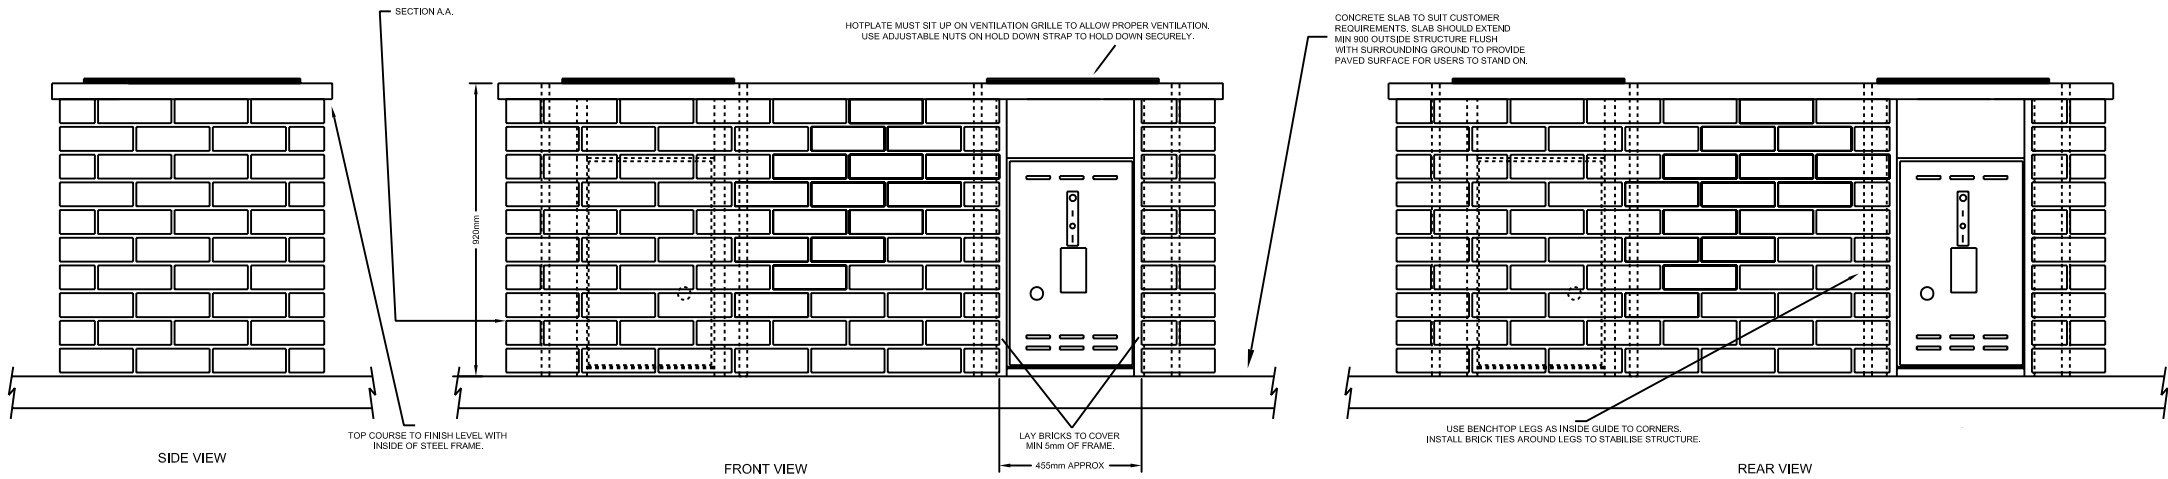 SECTION A.A.
HOTPLATE MUST SIT UP ON VENTILATION GRILLE TO ALLOW PROPER VENTILATION.
USE ADJUSTABLE NUTS ON HOLD DOWN STRAP TO HOLD DOWN SECURELY.
CONCRETE SLAB TO SUIT CUSTOMER
REQUIREMENTS. SLAB SHOULD EXTEND
MIN 900 OUTSIDE STRUCTURE FLUSH
WITH SURROUNDING GROUND TO PROVIDE
PAVED SURFACE FOR USERS TO STAND ON.
920mm
TOP COURSE TO FINISH LEVEL WITH
INSIDE OF STEEL FRAME.
LAY BRICKS TO COVER
MIN 5mm OF FRAME.
455mm APPROX
USE BENCHTOP LEGS AS INSIDE GUIDE TO CORNERS.
INSTALL BRICK TIES AROUND LEGS TO STABILISE STRUCTURE.
SIDE VIEW
FRONT VIEW
REAR VIEW